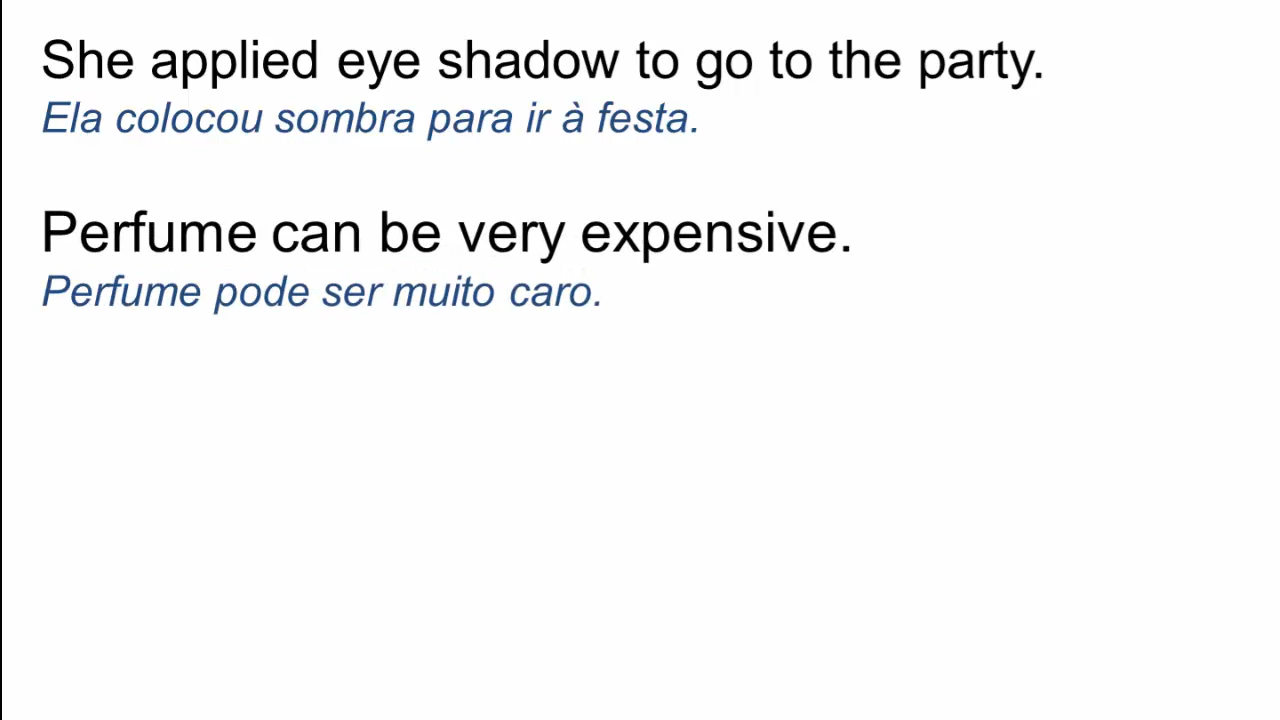 She applied eye shadow to go to the party.
Ela colocou sombra para ir à festa.
Perfume can be very expensive.
Perfume pode ser muito caro.